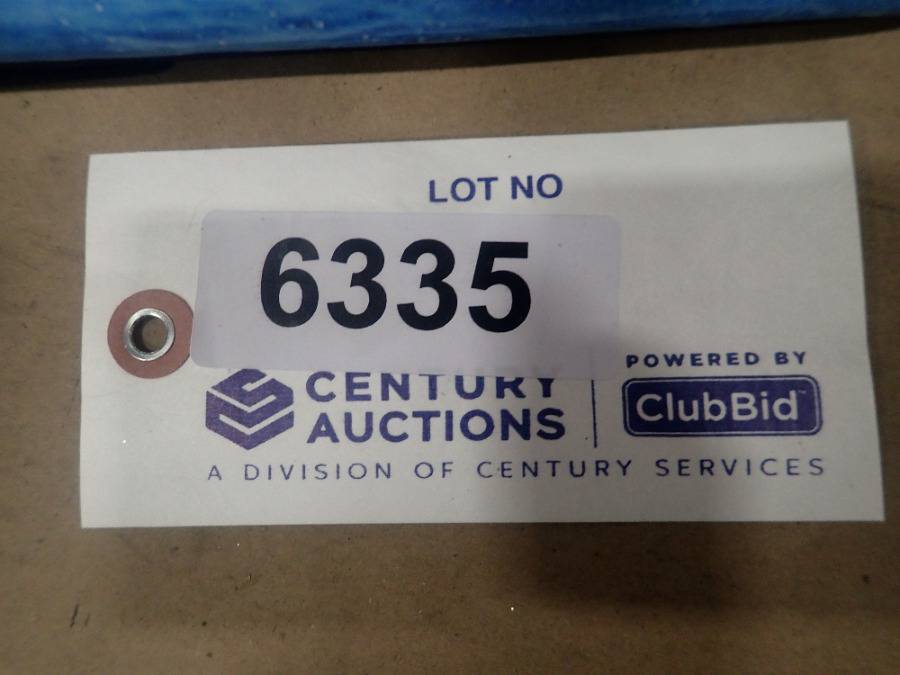 LOT NO
6335
CENTURY
AUCTIONS
POWERED BY
ClubBid
A DIVISION OF CENTURY SERVICES